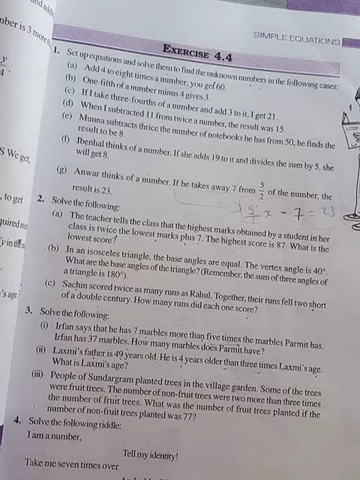 SIMPLE EQUATIONS
EXERCISE 4.4
1. Set up equations and solve them to find the unknown numbers in the following cases:
(a) Add 4 to eight times a number; you get 60.
(b) One-fifth of a number minus 4 gives 3.
(c) If I take three-fourths of a number and add 3 to it, I get 21.
(d) When I subtracted 11 from twice a number, the result was 15.
(e) Munna subtracts thrice the number of notebooks he has from 50, he finds the
result to be 8.
(f) Ibenhal thinks of a number. If she adds 19 to it and divides the sum by 5, she
will get 8.
(g) Anwar thinks of a number. If he takes away 7 from 5/2 of the number, the
result is 23.
x - 7 = 23
2. Solve the following:
(a) The teacher tells the class that the highest marks obtained by a student in her
class is twice the lowest marks plus 7. The highest score is 87. What is the
lowest score?
(b) In an isosceles triangle, the base angles are equal. The vertex angle is 40°.
What are the base angles of the triangle? (Remember, the sum of three angles of
a triangle is 180°).
(c) Sachin scored twice as many runs as Rahul. Together, their runs fell two short
of a double century. How many runs did each one score?
3. Solve the following:
(i) Irfan says that he has 7 marbles more than five times the marbles Parmit has.
Irfan has 37 marbles. How many marbles does Parmit have?
(ii) Laxmi's father is 49 years old. He is 4 years older than three times Laxmi's age.
What is Laxmi's age?
(iii) People of Sundargram planted trees in the village garden. Some of the trees
were fruit trees. The number of non-fruit trees were two more than three times
the number of fruit trees. What was the number of fruit trees planted if the
number of non-fruit trees planted was 77?
4. Solve the following riddle:
I am a number,
Tell my identity!
Take me seven times over